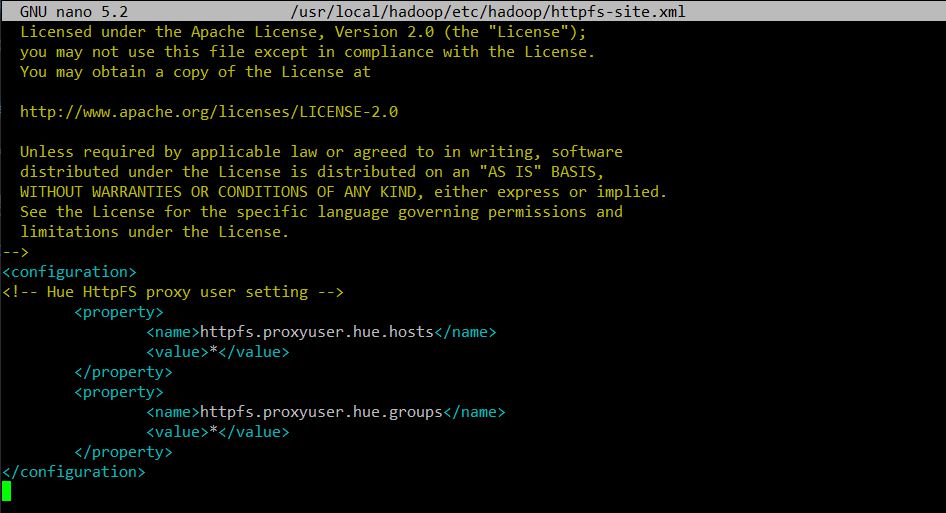 GNU nano 5.2 /usr/local/hadoop/etc/hadoop/httpfs-site.xml
Licensed under the Apache License, Version 2.0 (the "License");
you may not use this file except in compliance with the License.
You may obtain a copy of the License at
http://www.apache.org/licenses/LICENSE-2.0
Unless required by applicable law or agreed to in writing, software
distributed under the License is distributed on an "AS IS" BASIS,
WITHOUT WARRANTIES OR CONDITIONS OF ANY KIND, either express or implied.
See the License for the specific language governing permissions and
limitations under the License.
-->
<configuration>
<!-- Hue HttpFS proxy user setting -->
<property>
<name>httpfs.proxyuser.hue.hosts</name>
<value>*</value>
</property>
<property>
<name>httpfs.proxyuser.hue.groups</name>
<value>*</value>
</property>
</configuration>